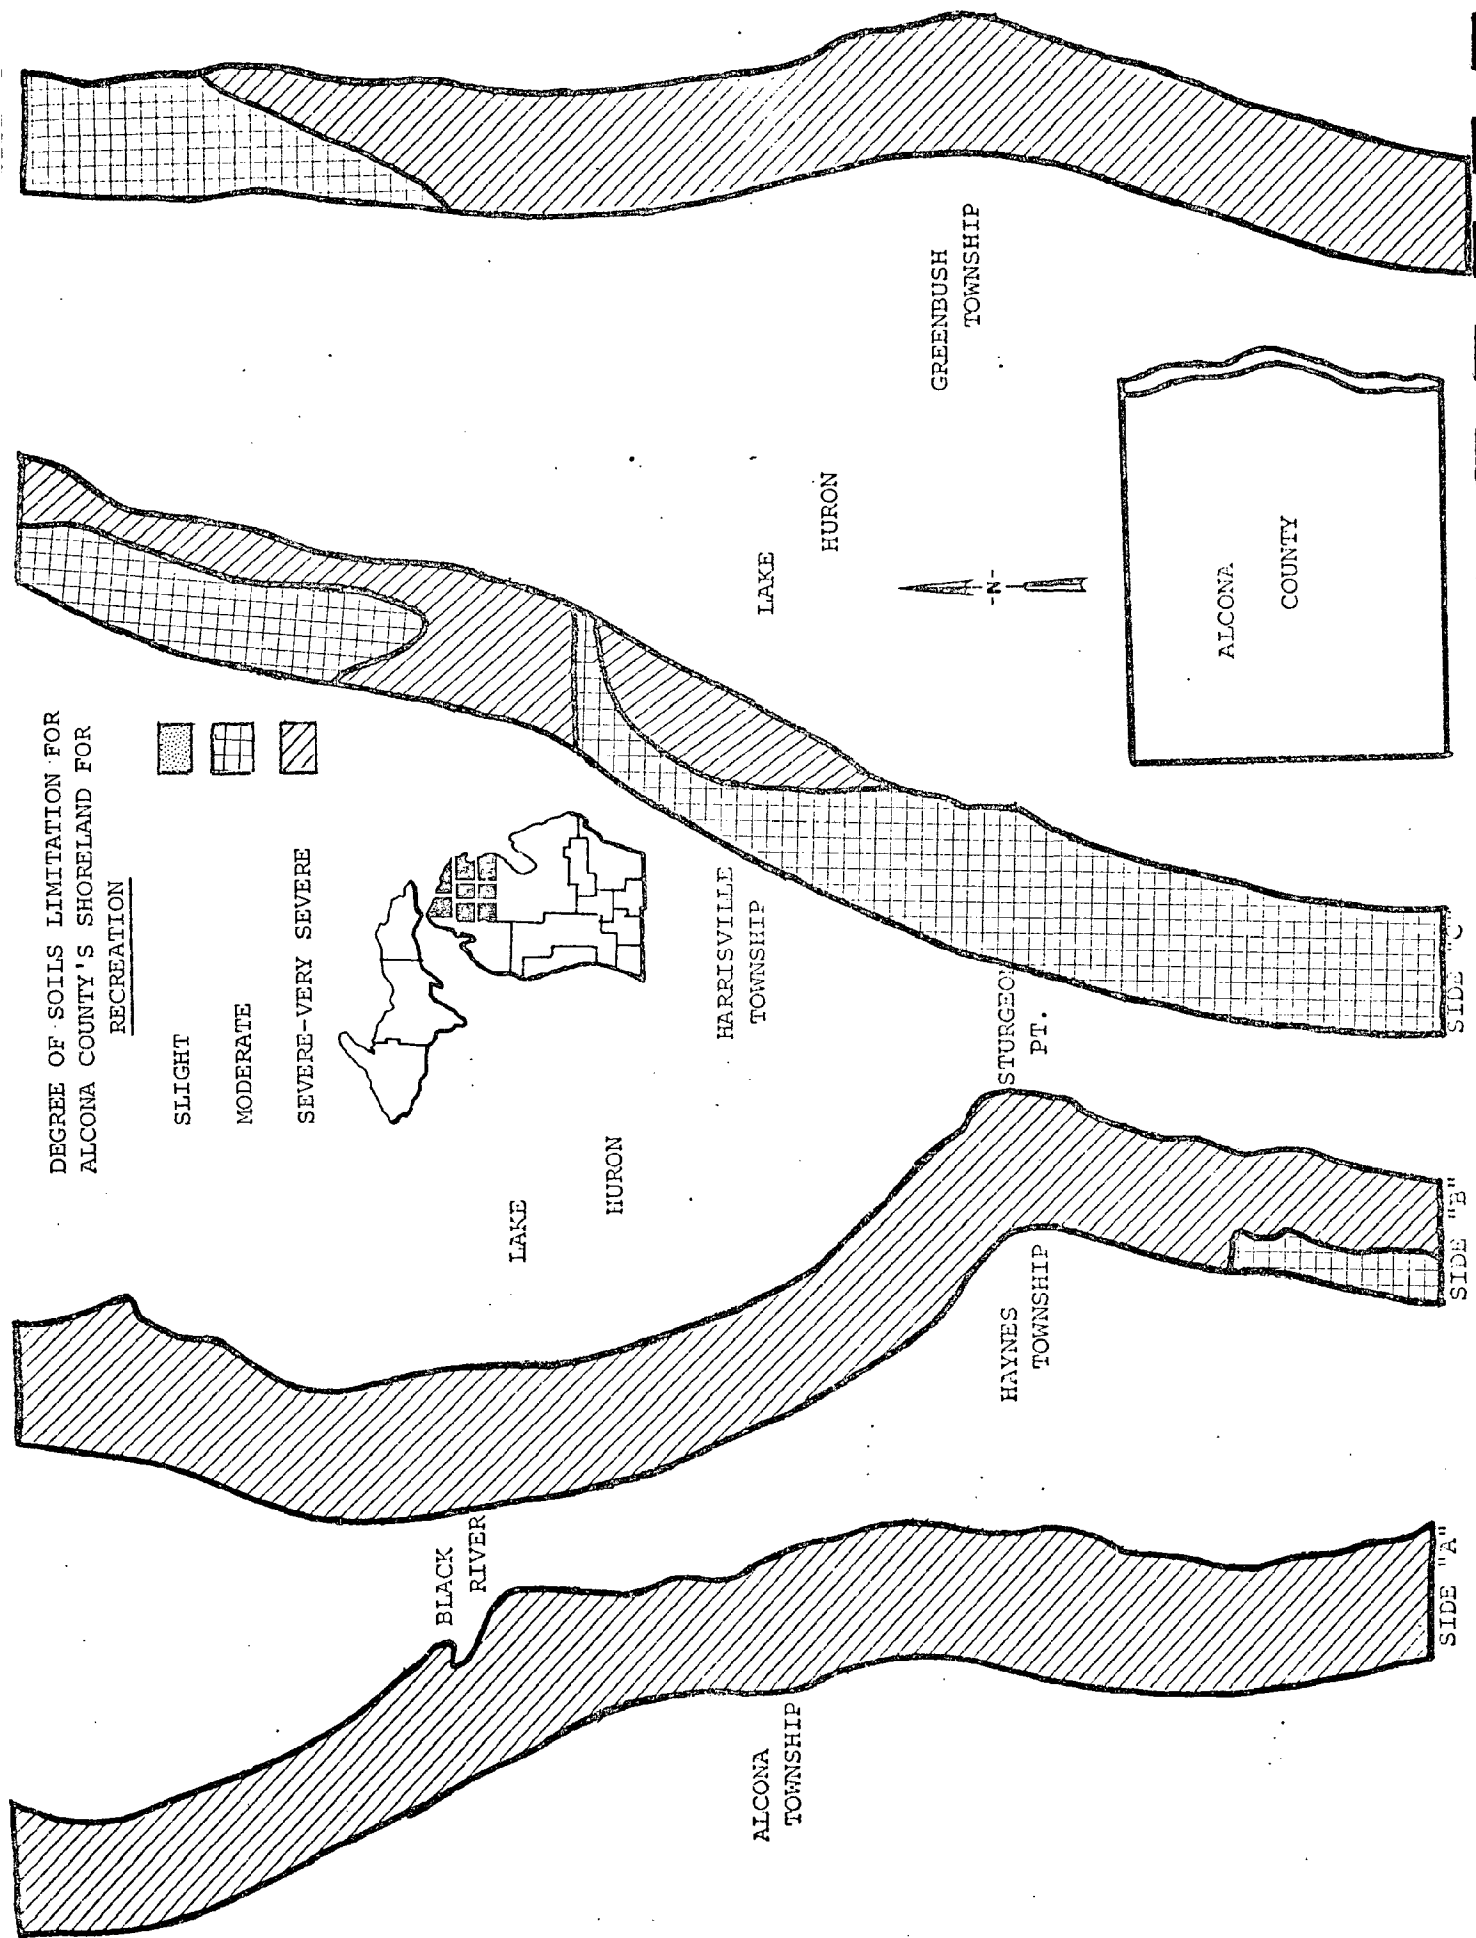 DEGREE OF SOILS LIMITATION FOR
ALCONA COUNTY'S SHORELAND FOR
RECREATION
SLIGHT
MODERATE
SEVERE-VERY SEVERE
BLACK
RIVER
ALCONA
TOWNSHIP
SIDE "A"
LAKE
HURON
HAYNES
TOWNSHIP
STURGEON
PT.
SIDE "B"
HARRISVILLE
TOWNSHIP
SIDE "C
LAKE
HURON
-N-
GREENBUSH
TOWNSHIP
ALCONA
COUNTY